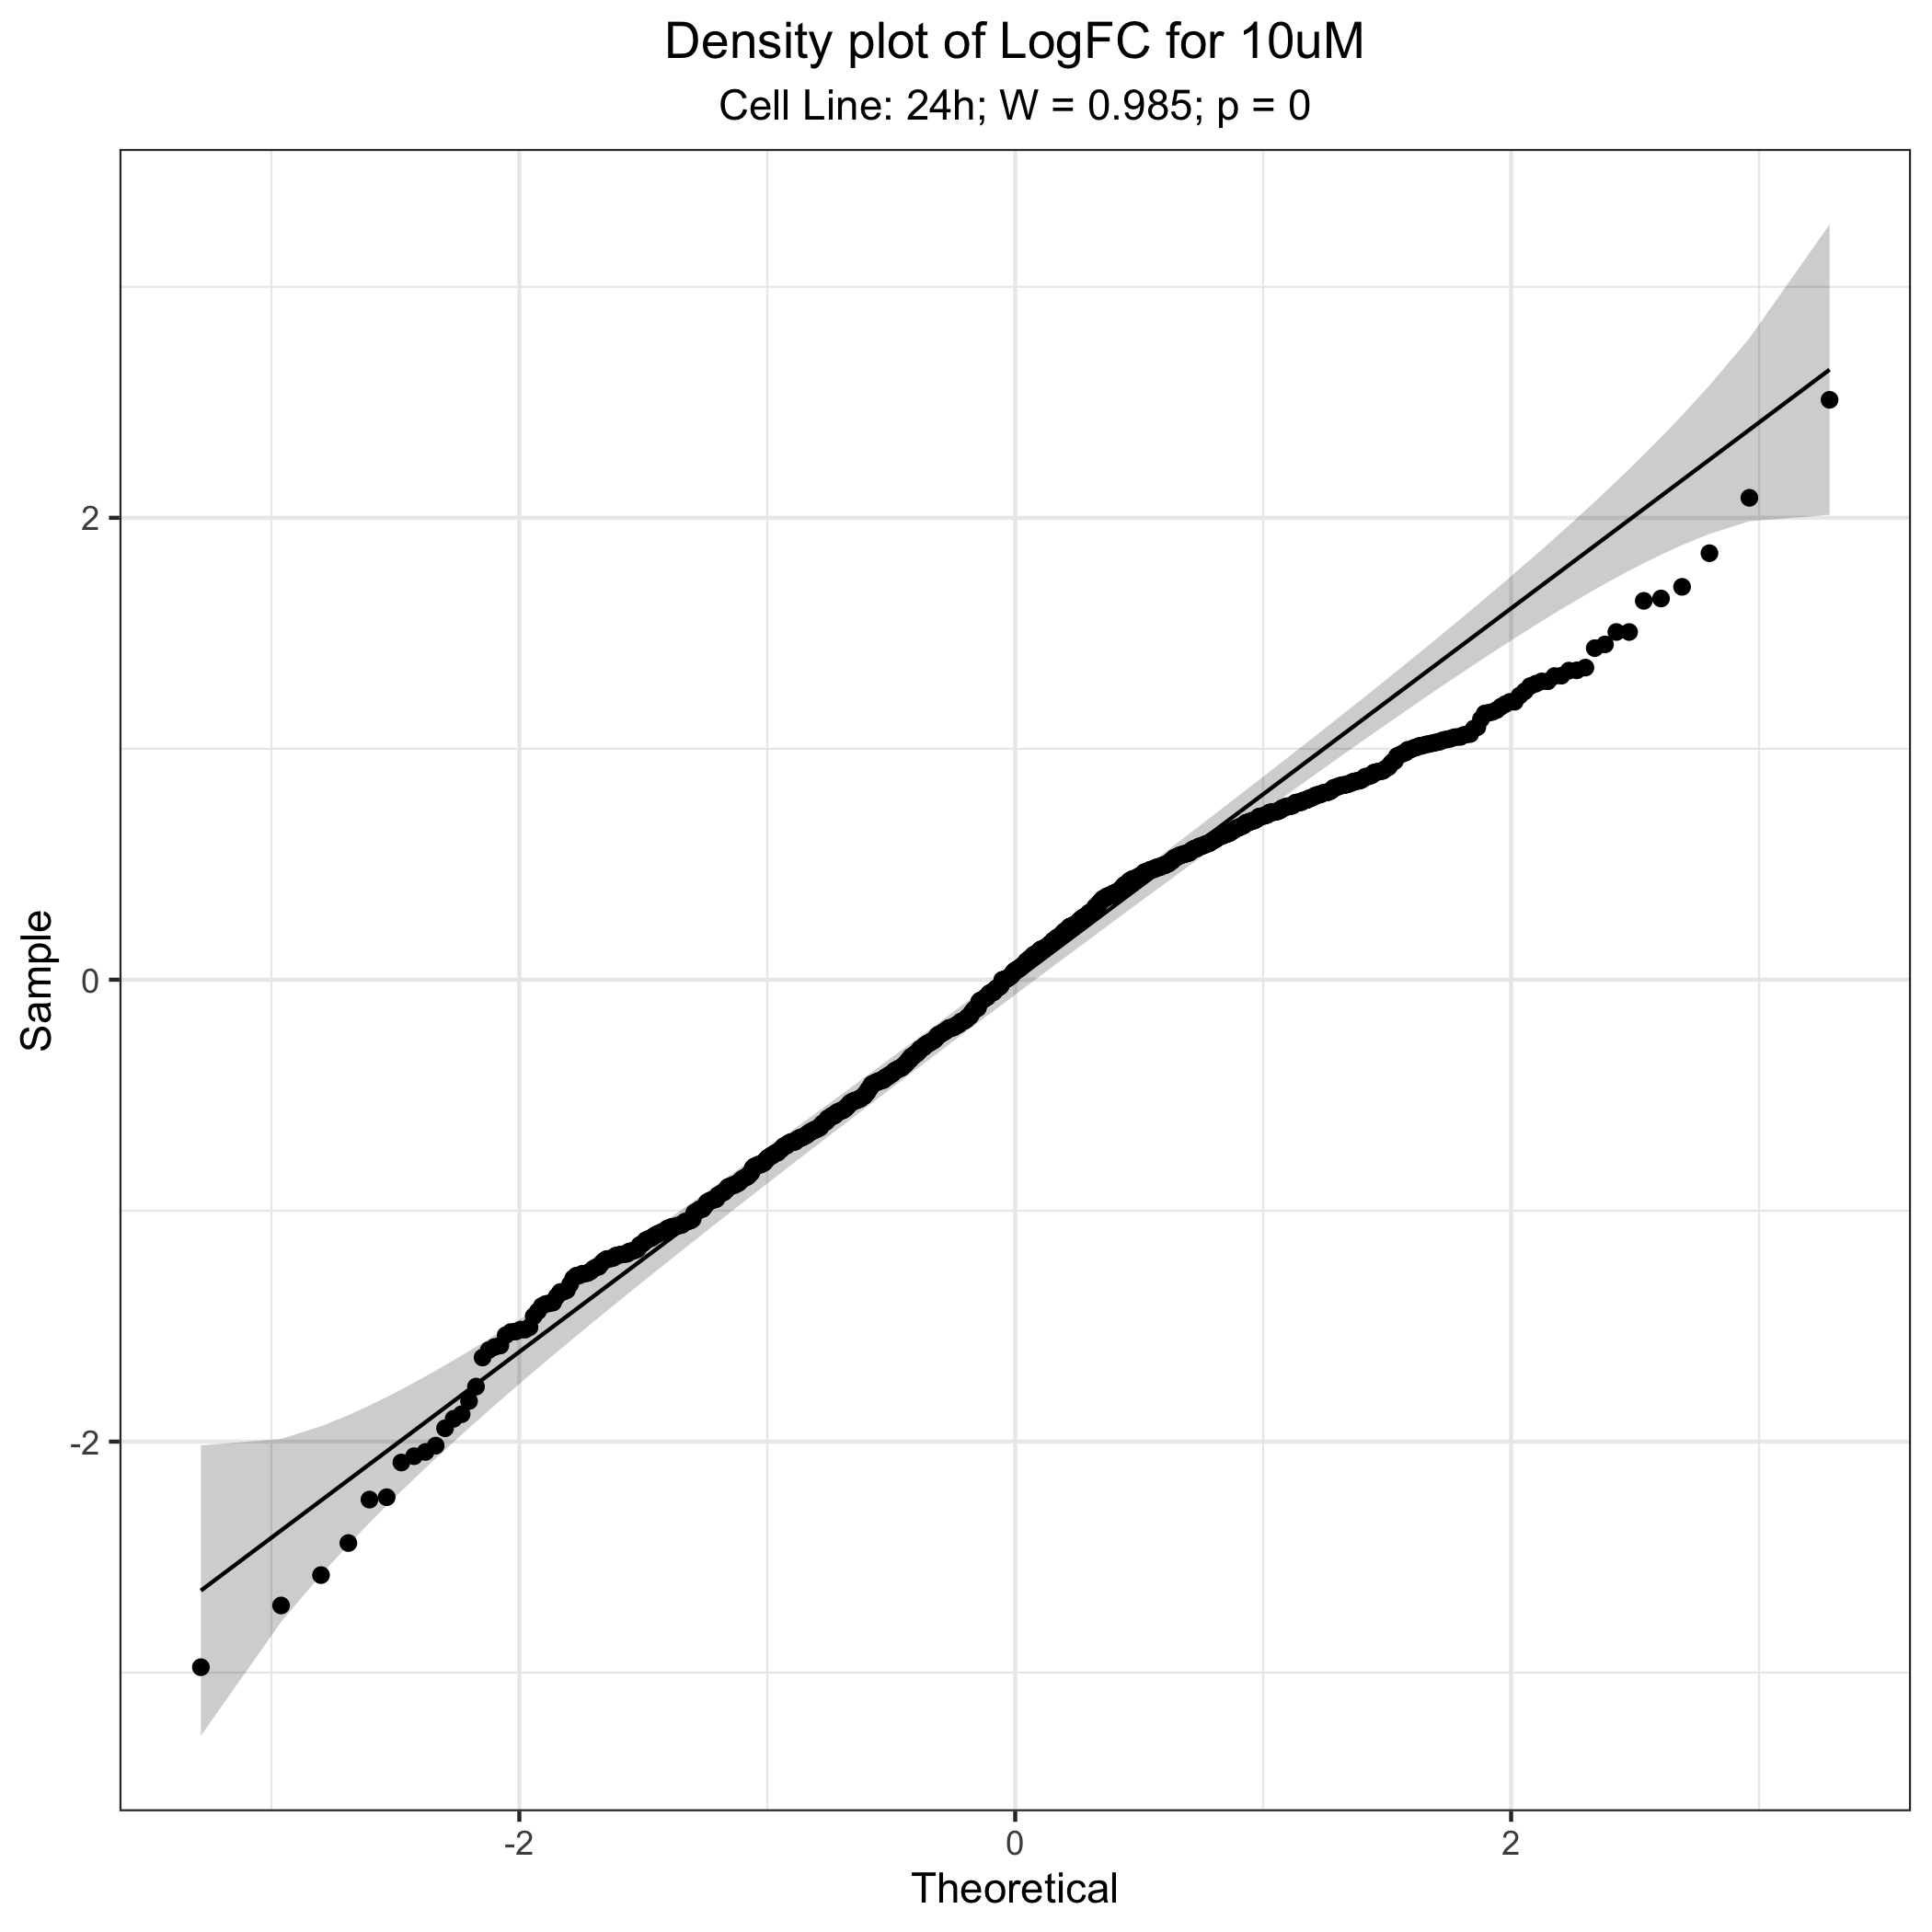 Density plot of LogFC for 10uM
Cell Line: 24h; W = 0.985; p = 0
2
0
-2
Sample
-2 0 2
Theoretical